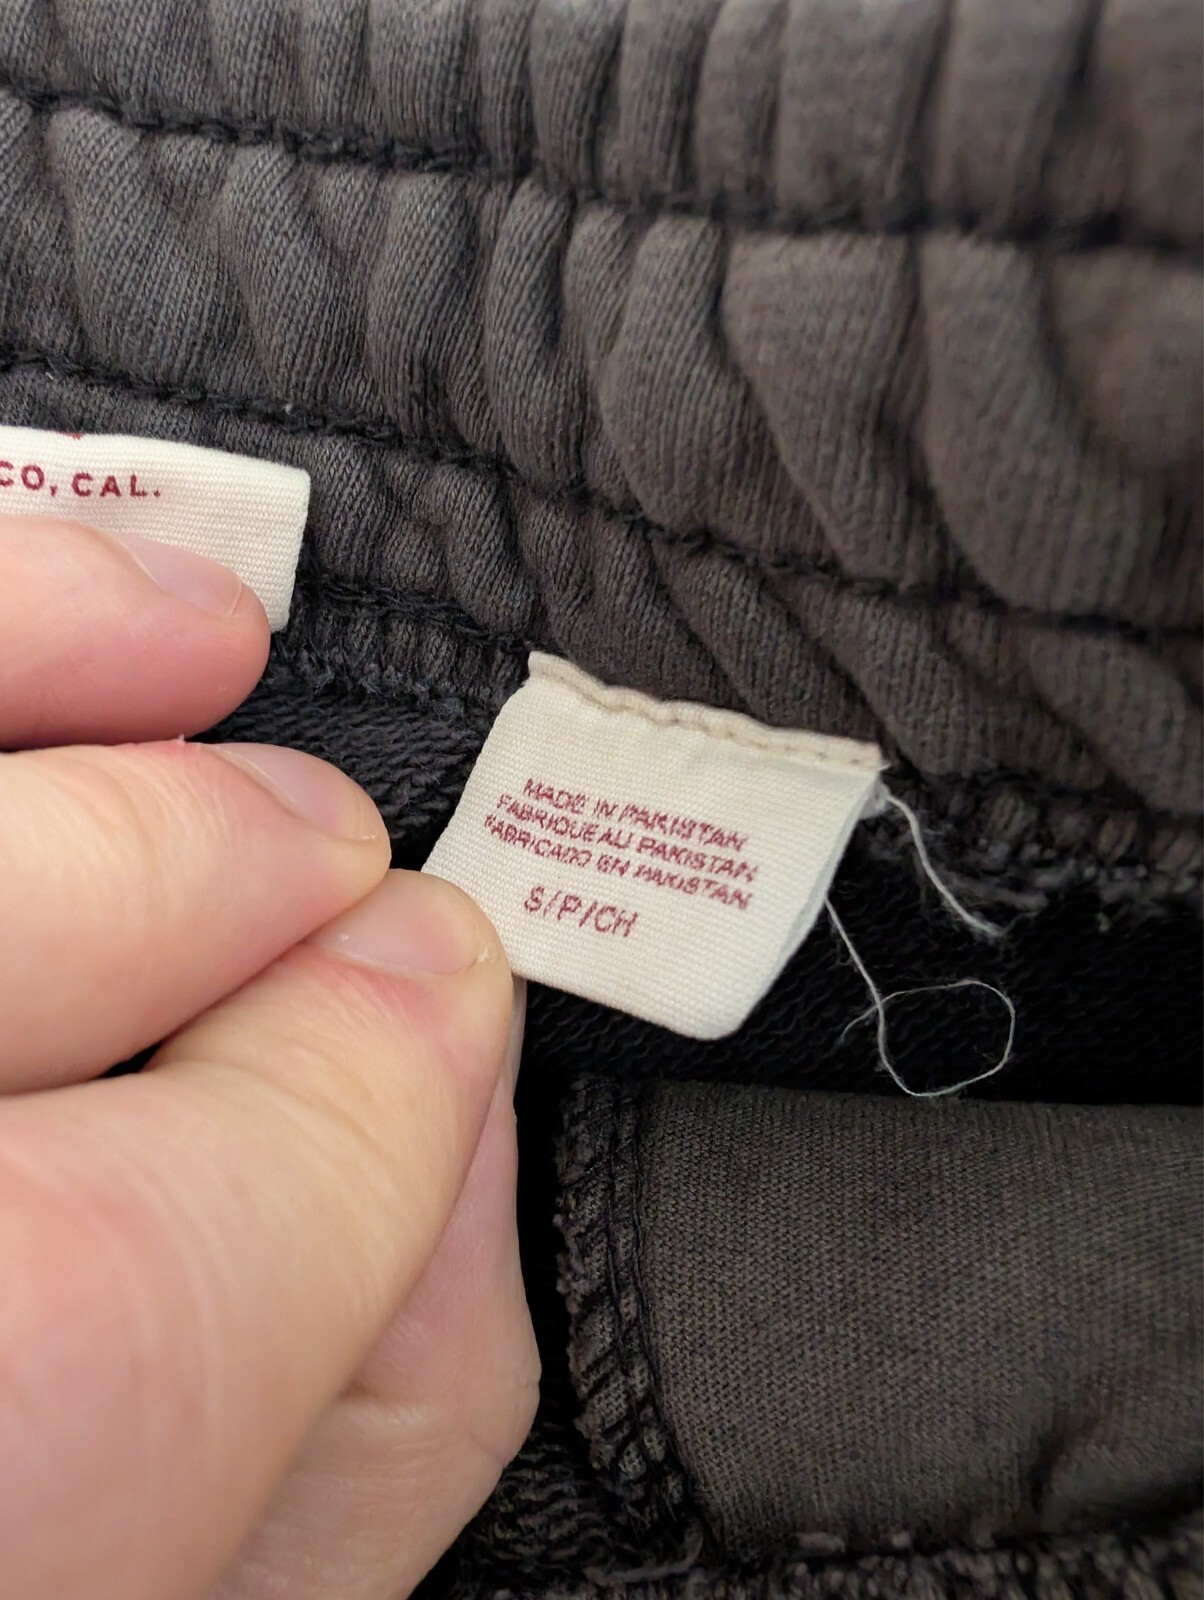 CO, CAL.
MADE IN PAKISTAN
FABRIQUE AU PAKISTAN
FABRICADO EN PAKISTAN
S/P/CH